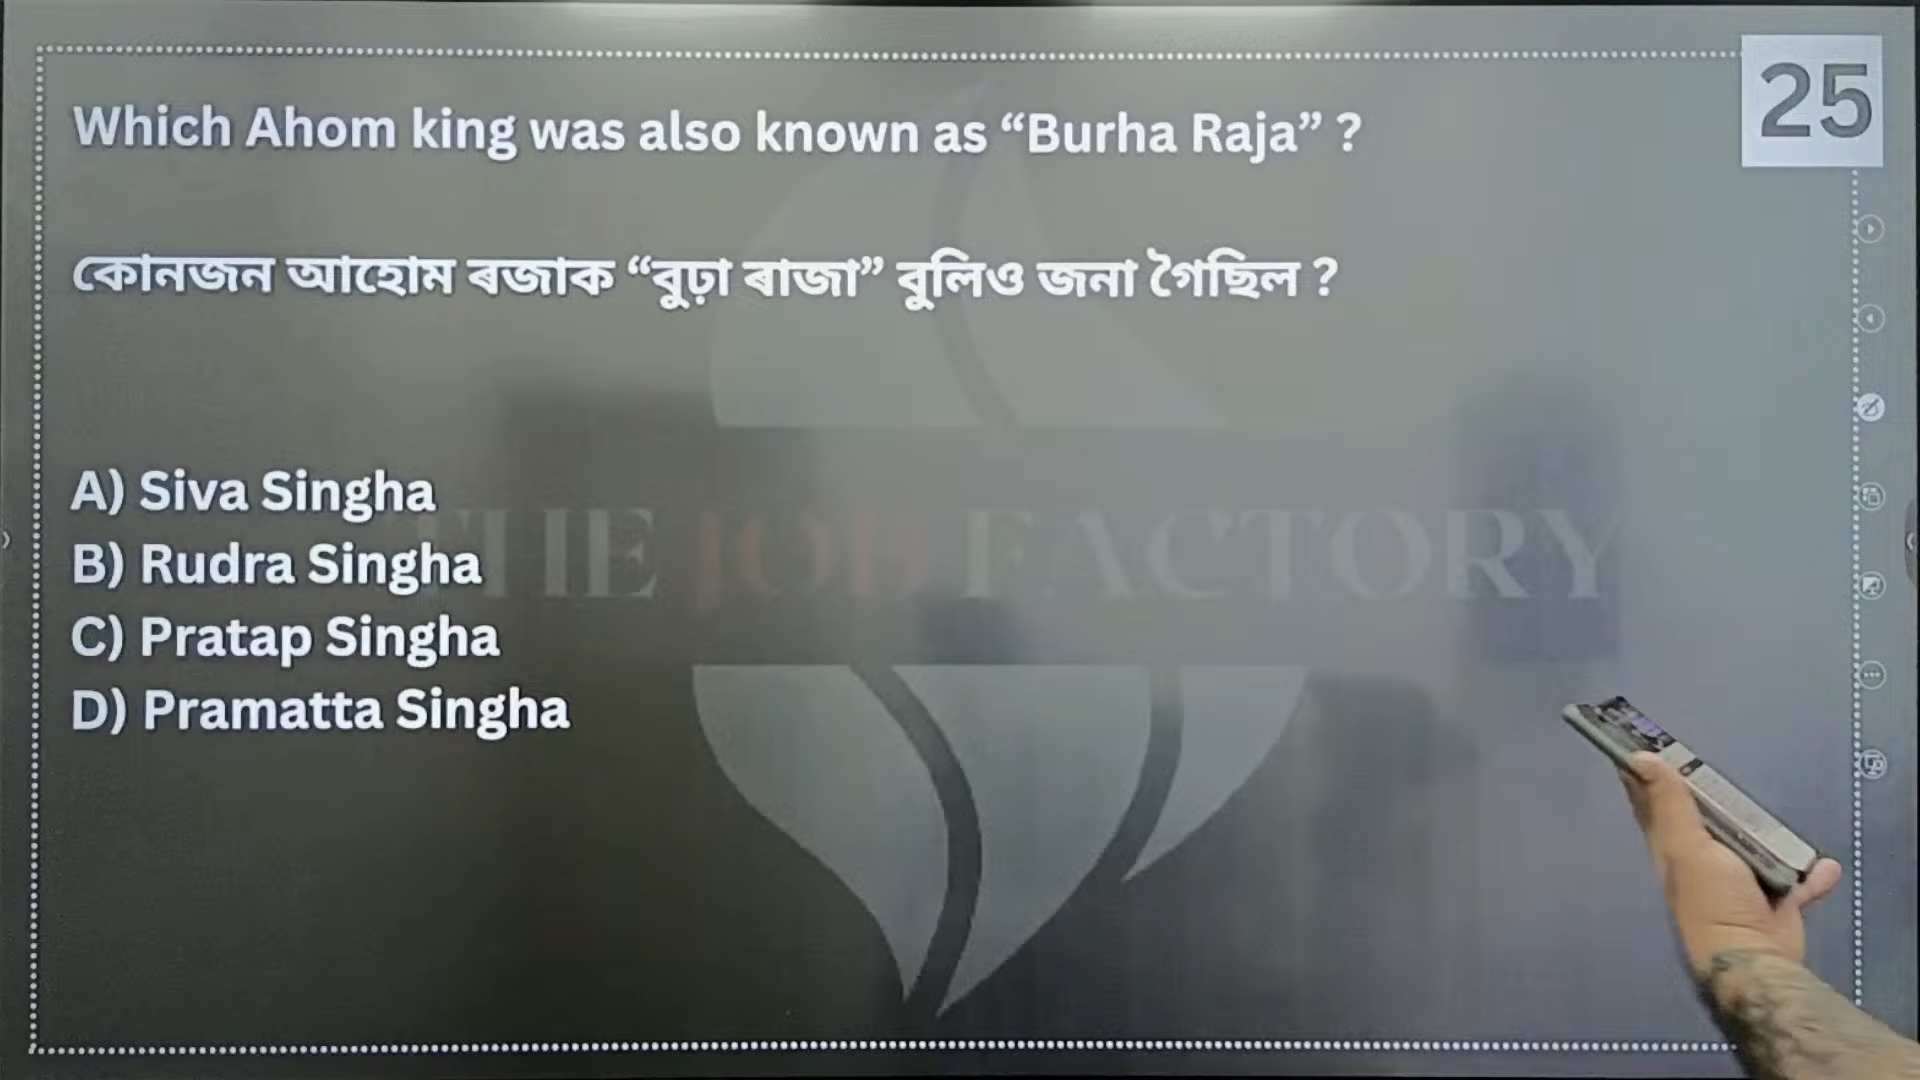 25
Which Ahom king was also known as “Burha Raja” ?
কোনজন আহোম ৰজাক “বুঢ়া ৰাজা” বুলিও জনা গৈছিল ?
A) Siva Singha
B) Rudra Singha
C) Pratap Singha
D) Pramatta Singha
THE JOB FACTORY